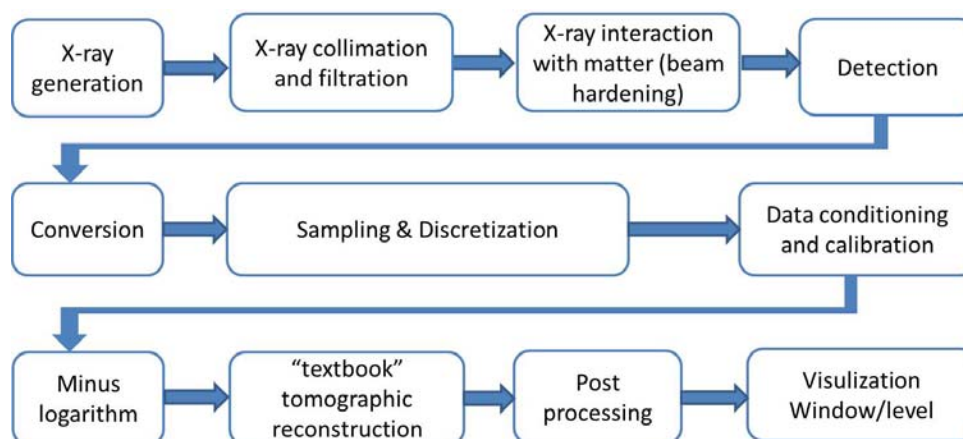 X-ray
generation
X-ray collimation
and filtration
X-ray interaction
with matter (beam
hardening)
Detection
Conversion
Sampling & Discretization
Data conditioning
and calibration
Minus
logarithm
“textbook”
tomographic
reconstruction
Post
processing
Visulization
Window/level